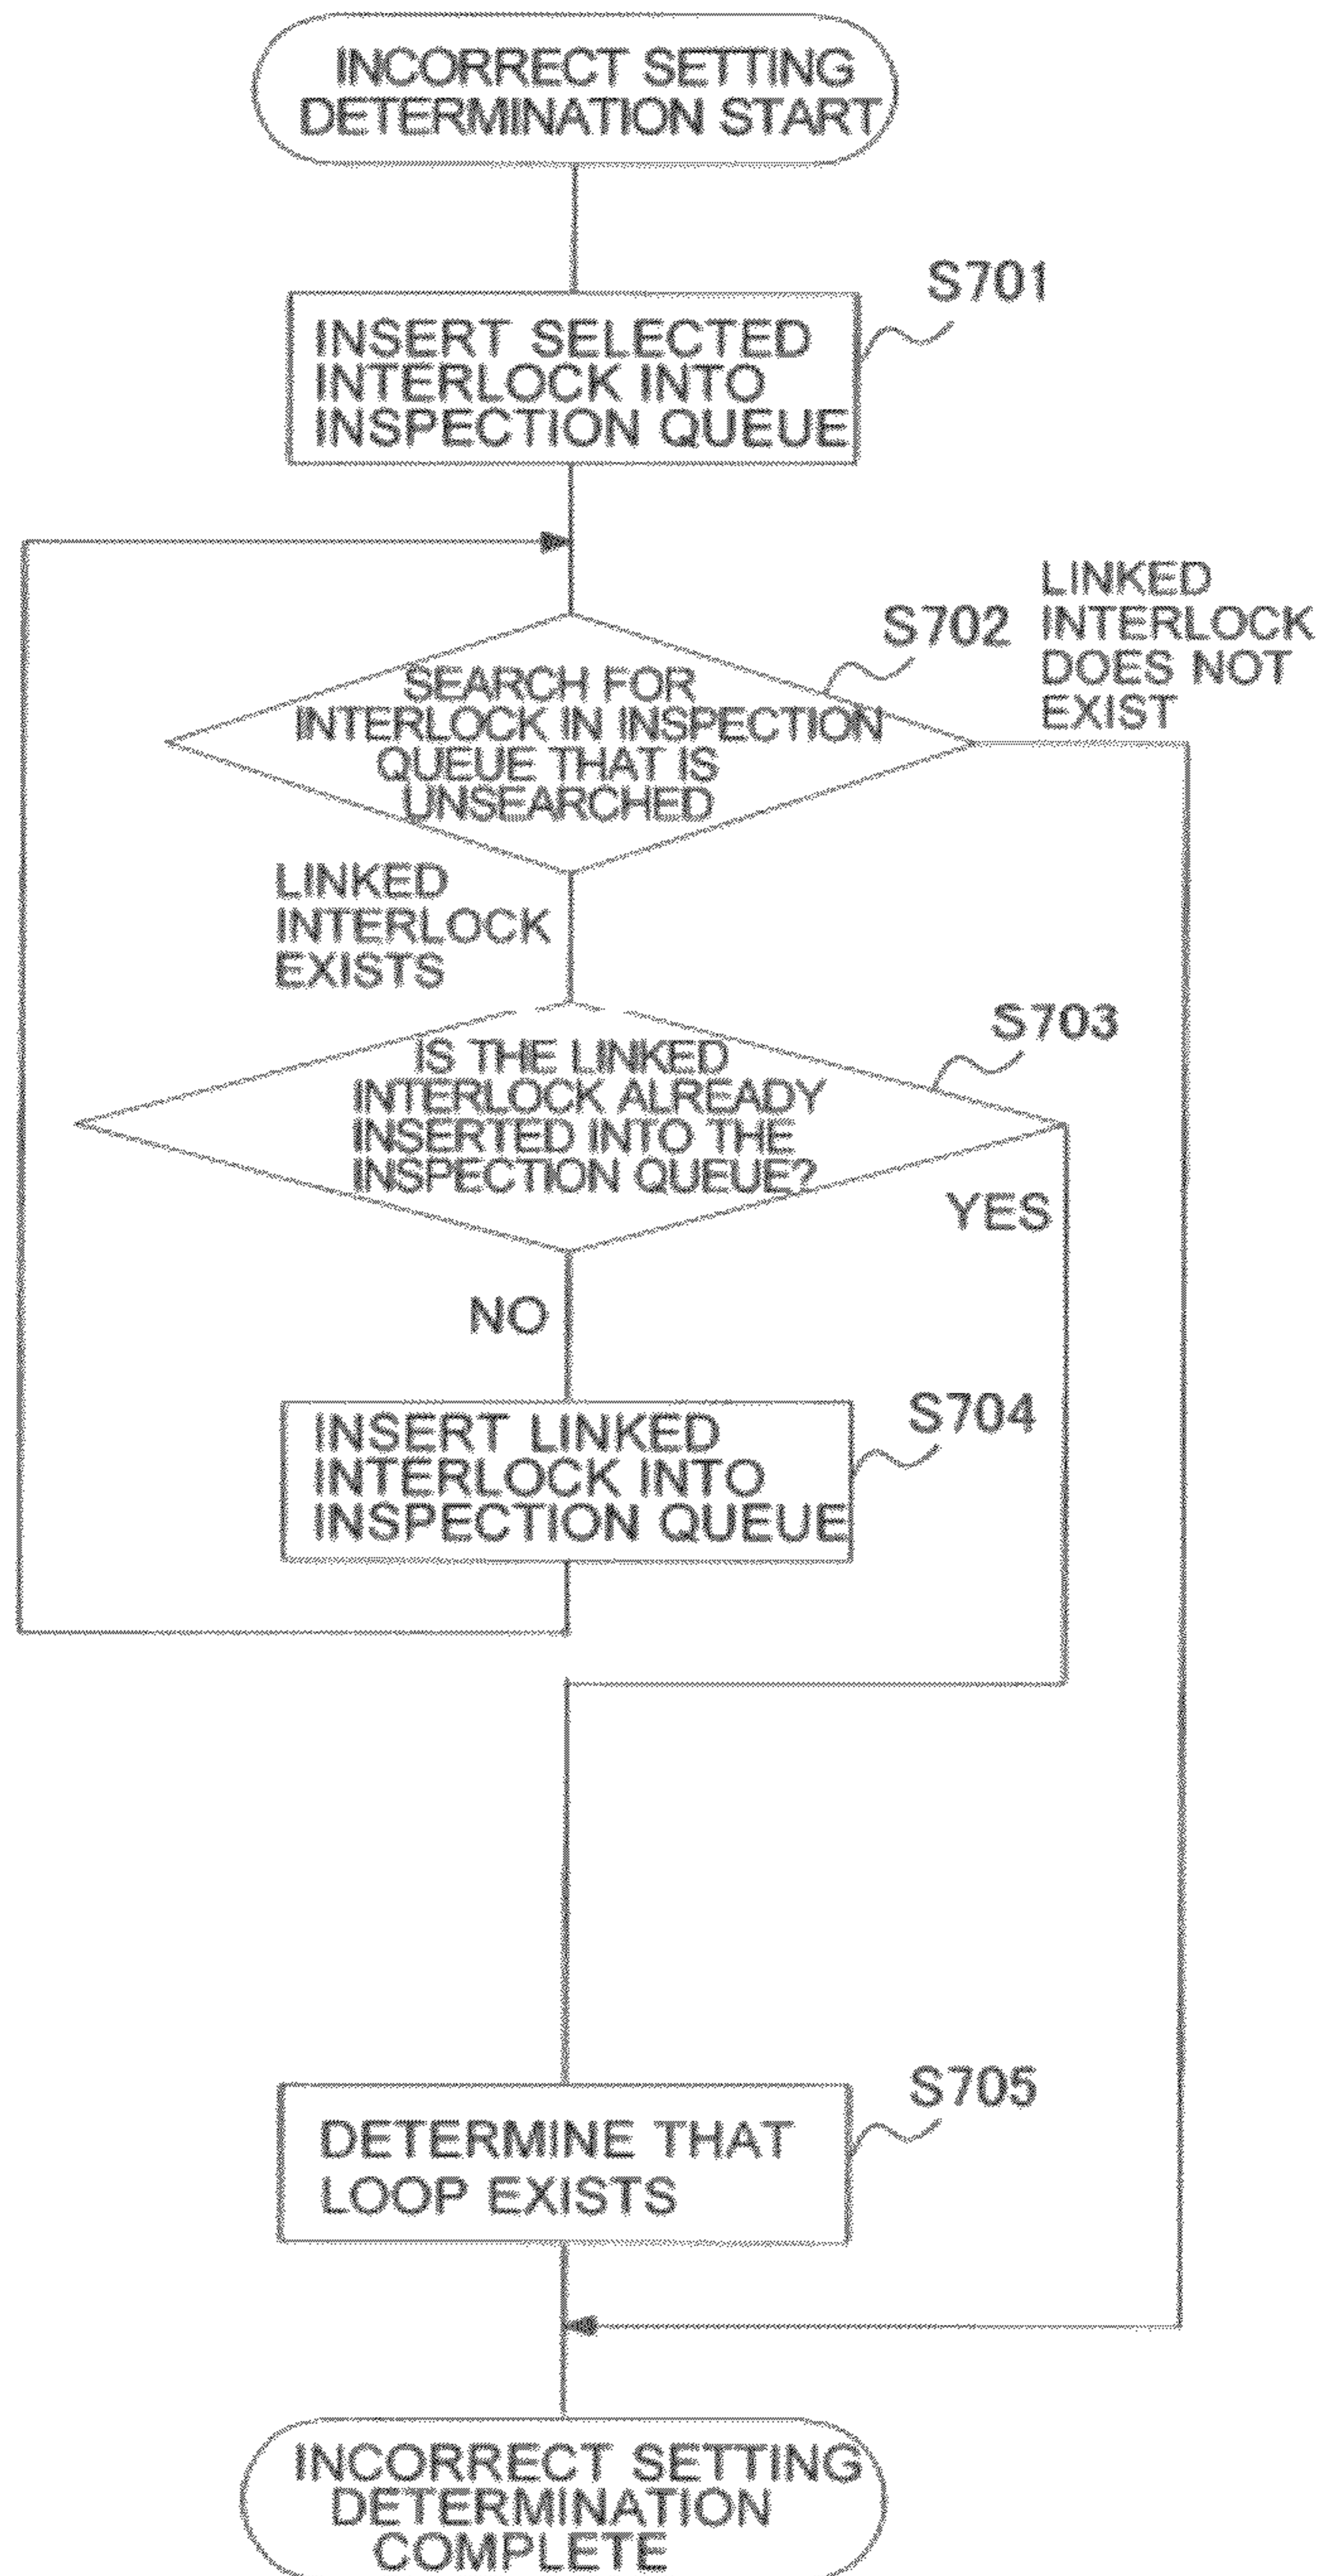 INCORRECT SETTING
DETERMINATION START
S701
INSERT SELECTED
INTERLOCK INTO
INSPECTION QUEUE
S702
LINKED
INTERLOCK
DOES NOT
EXIST
SEARCH FOR
INTERLOCK IN INSPECTION
QUEUE THAT IS
UNSEARCHED
LINKED
INTERLOCK
EXISTS
S703
IS THE LINKED
INTERLOCK ALREADY
INSERTED INTO THE
INSPECTION QUEUE?
YES
NO
S704
INSERT LINKED
INTERLOCK INTO
INSPECTION QUEUE
S705
DETERMINE THAT
LOOP EXISTS
INCORRECT SETTING
DETERMINATION
COMPLETE